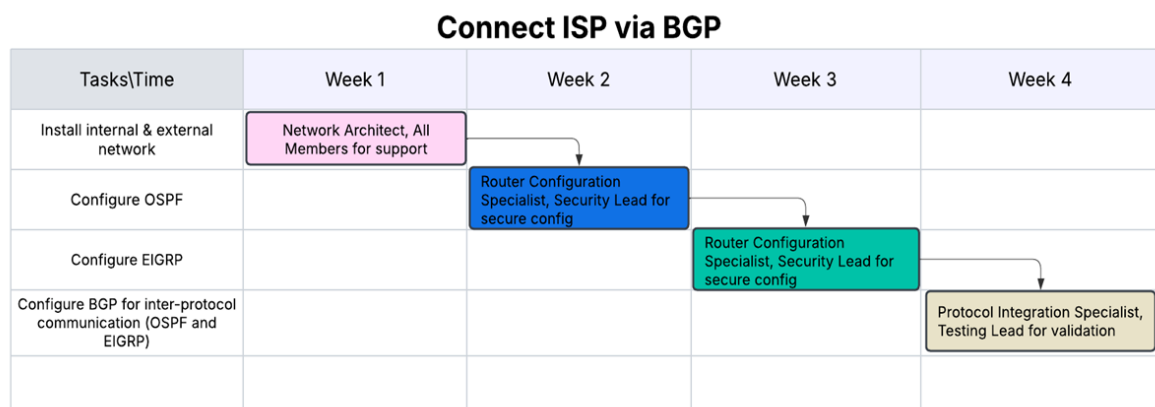 Connect ISP via BGP
Tasks\Time
Week 1
Week 2
Week 3
Week 4
Install internal & external
network
Network Architect, All
Members for support
Configure OSPF
Router Configuration
Specialist, Security Lead for
secure config
Configure EIGRP
Router Configuration
Specialist, Security Lead for
secure config
Configure BGP for inter-protocol
communication (OSPF and
EIGRP)
Protocol Integration Specialist,
Testing Lead for validation